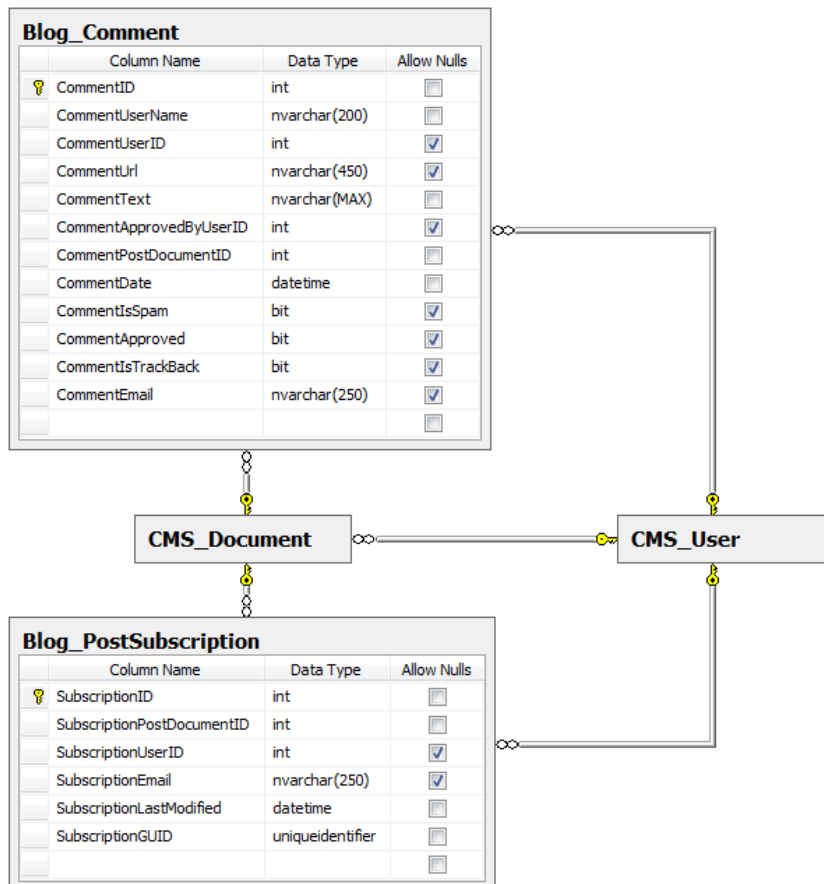 Blog_Comment
Column Name Data Type Allow Nulls
CommentID int
CommentUserName nvarchar(200)
CommentUserID int
CommentUrl nvarchar(450)
CommentText nvarchar(MAX)
CommentApprovedByUserID int
CommentPostDocumentID int
CommentDate datetime
CommentIsSpam bit
CommentApproved bit
CommentIsTrackBack bit
CommentEmail nvarchar(250)
CMS_Document CMS_User
Blog_PostSubscription
Column Name Data Type Allow Nulls
SubscriptionID int
SubscriptionPostDocumentID int
SubscriptionUserID int
SubscriptionEmail nvarchar(250)
SubscriptionLastModified datetime
SubscriptionGUID uniqueidentifier